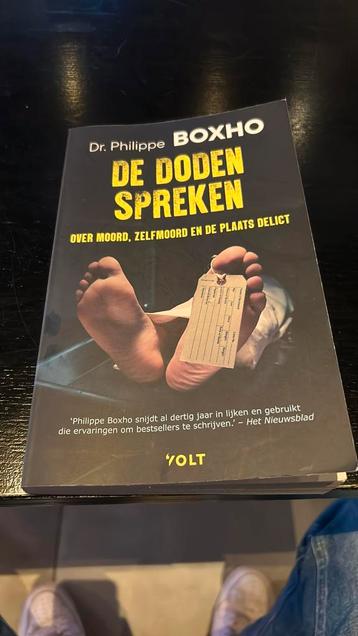 Dr. Philippe BOXHO
DE DODEN
SPREKEN
OVER MOORD, ZELFMOORD EN DE PLAATS DELICT
'Philippe Boxho snijdt al dertig jaar in lijken en gebruikt
die ervaringen om bestsellers te schrijven.' – Het Nieuwsblad
VOLT